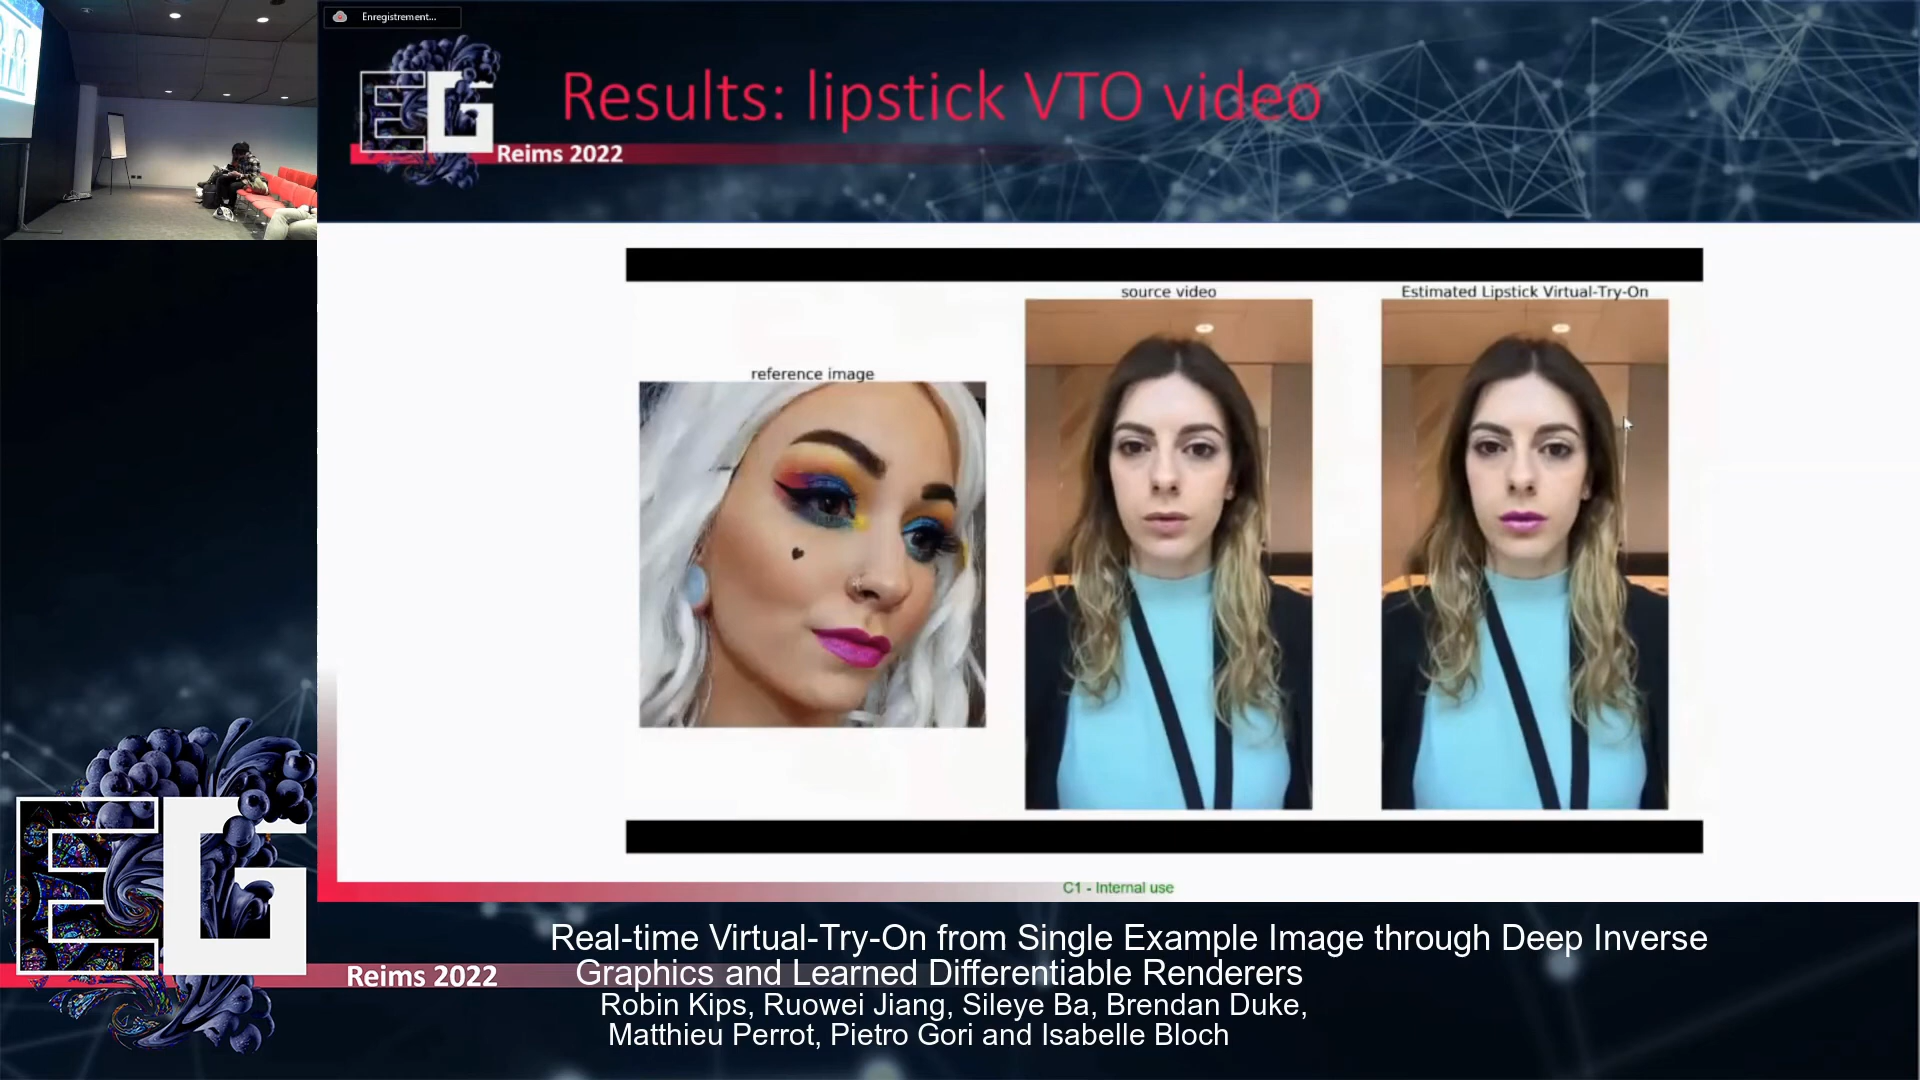 Enregistrement...
EG
Results: lipstick VTO video
Reims 2022
source video
Estimated Lipstick Virtual-Try-On
reference image
C1 - Internal use
EG
Reims 2022
Real-time Virtual-Try-On from Single Example Image through Deep Inverse
Graphics and Learned Differentiable Renderers
Robin Kips, Ruowei Jiang, Sileye Ba, Brendan Duke,
Matthieu Perrot, Pietro Gori and Isabelle Bloch